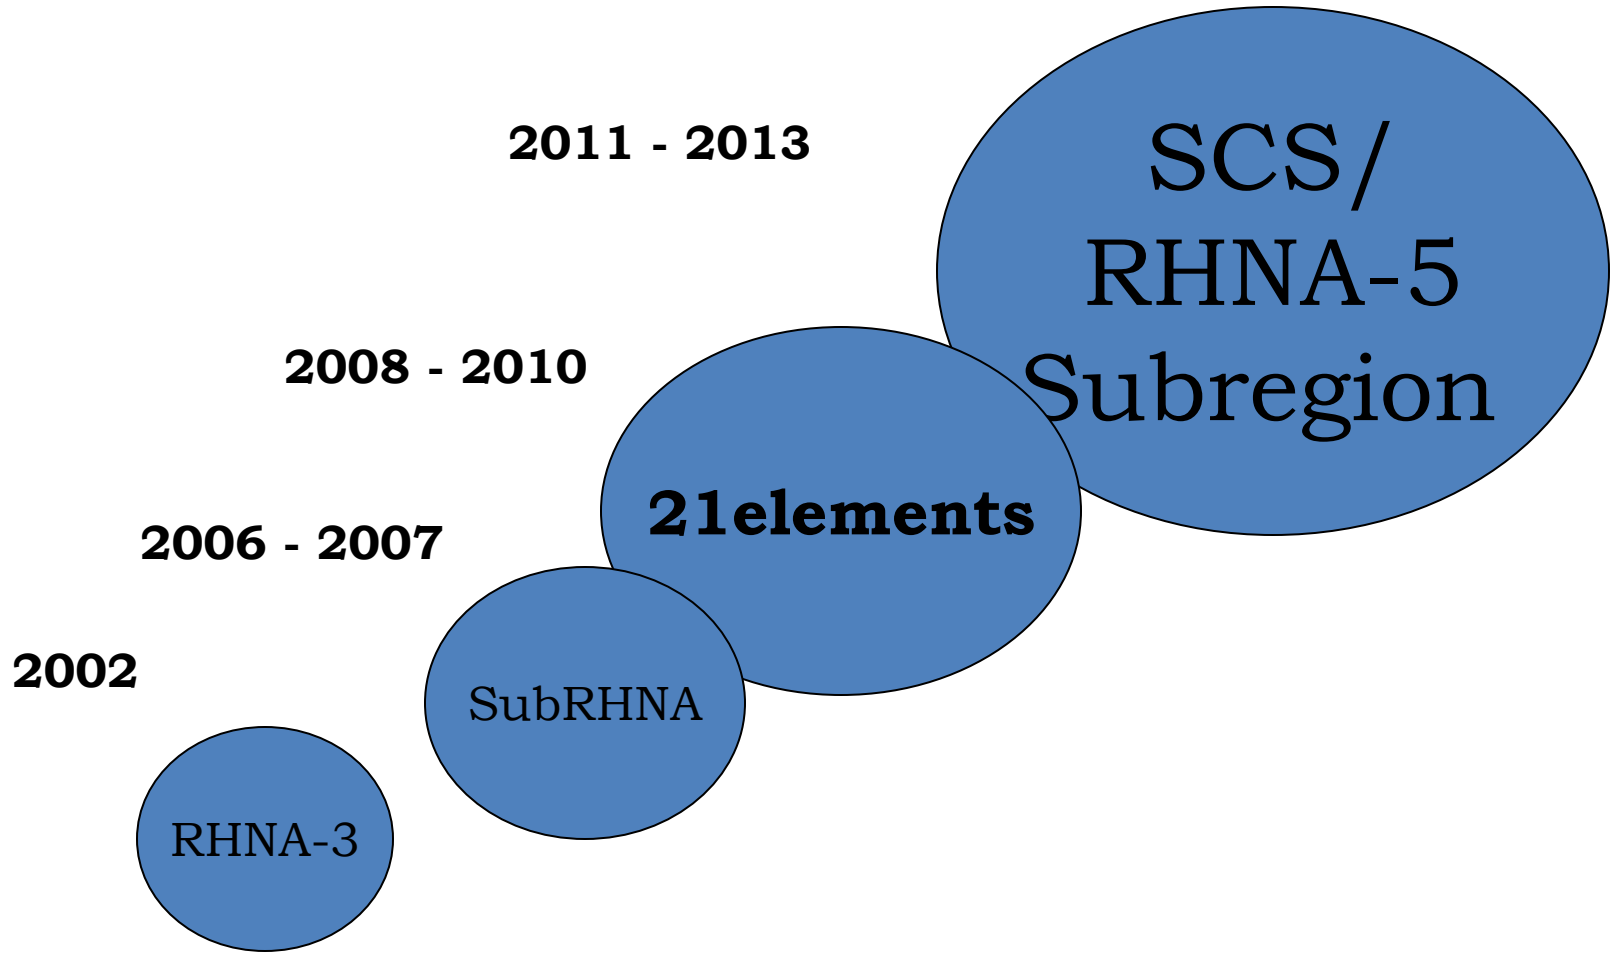 2011 - 2013
SCS/
RHNA-5
Subregion
2008 - 2010
21elements
2006 - 2007
SubRHNA
2002
RHNA-3